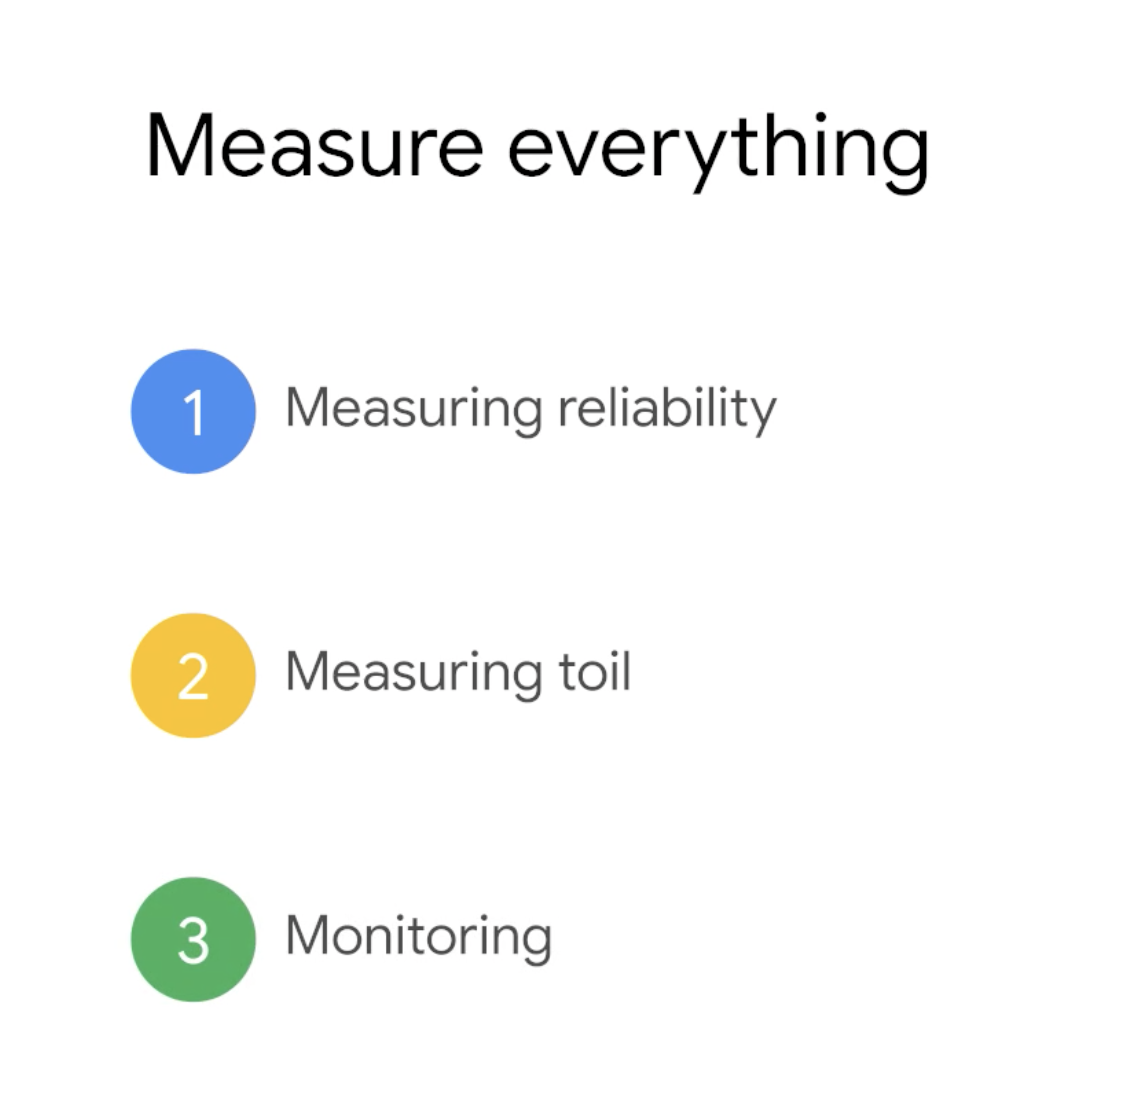 Measure everything
1 Measuring reliability
2 Measuring toil
3 Monitoring